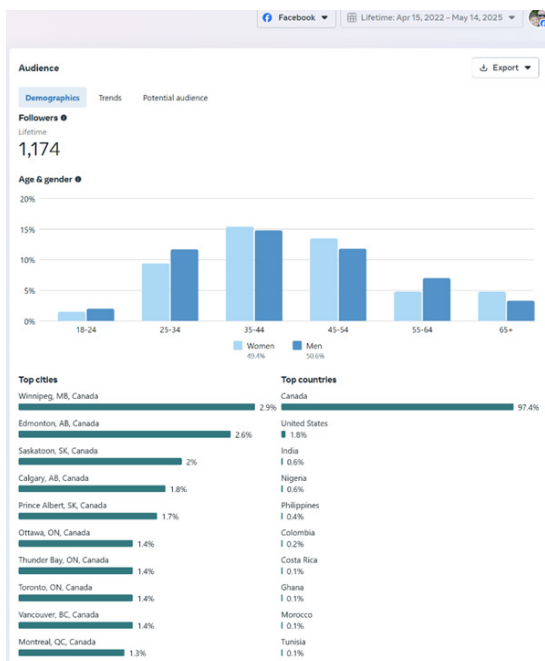 Facebook
Lifetime: Apr 15, 2022 – May 14, 2025
Audience
Export
Demographics Trends Potential audience
Followers
Lifetime
1,174
Age & gender
20%
15%
10%
5%
0%
18-24 25-34 35-44 45-54 55-64 65+
Women Men
49.4% 50.6%
Top cities
Winnipeg, MB, Canada
2.9%
Edmonton, AB, Canada
2.6%
Saskatoon, SK, Canada
2%
Calgary, AB, Canada
1.8%
Prince Albert, SK, Canada
1.7%
Ottawa, ON, Canada
1.4%
Thunder Bay, ON, Canada
1.4%
Toronto, ON, Canada
1.4%
Vancouver, BC, Canada
1.4%
Montreal, QC, Canada
1.3%
Top countries
Canada
97.4%
United States
1.8%
India
0.6%
Nigeria
0.6%
Philippines
0.4%
Colombia
0.2%
Costa Rica
0.1%
Ghana
0.1%
Morocco
0.1%
Tunisia
0.1%